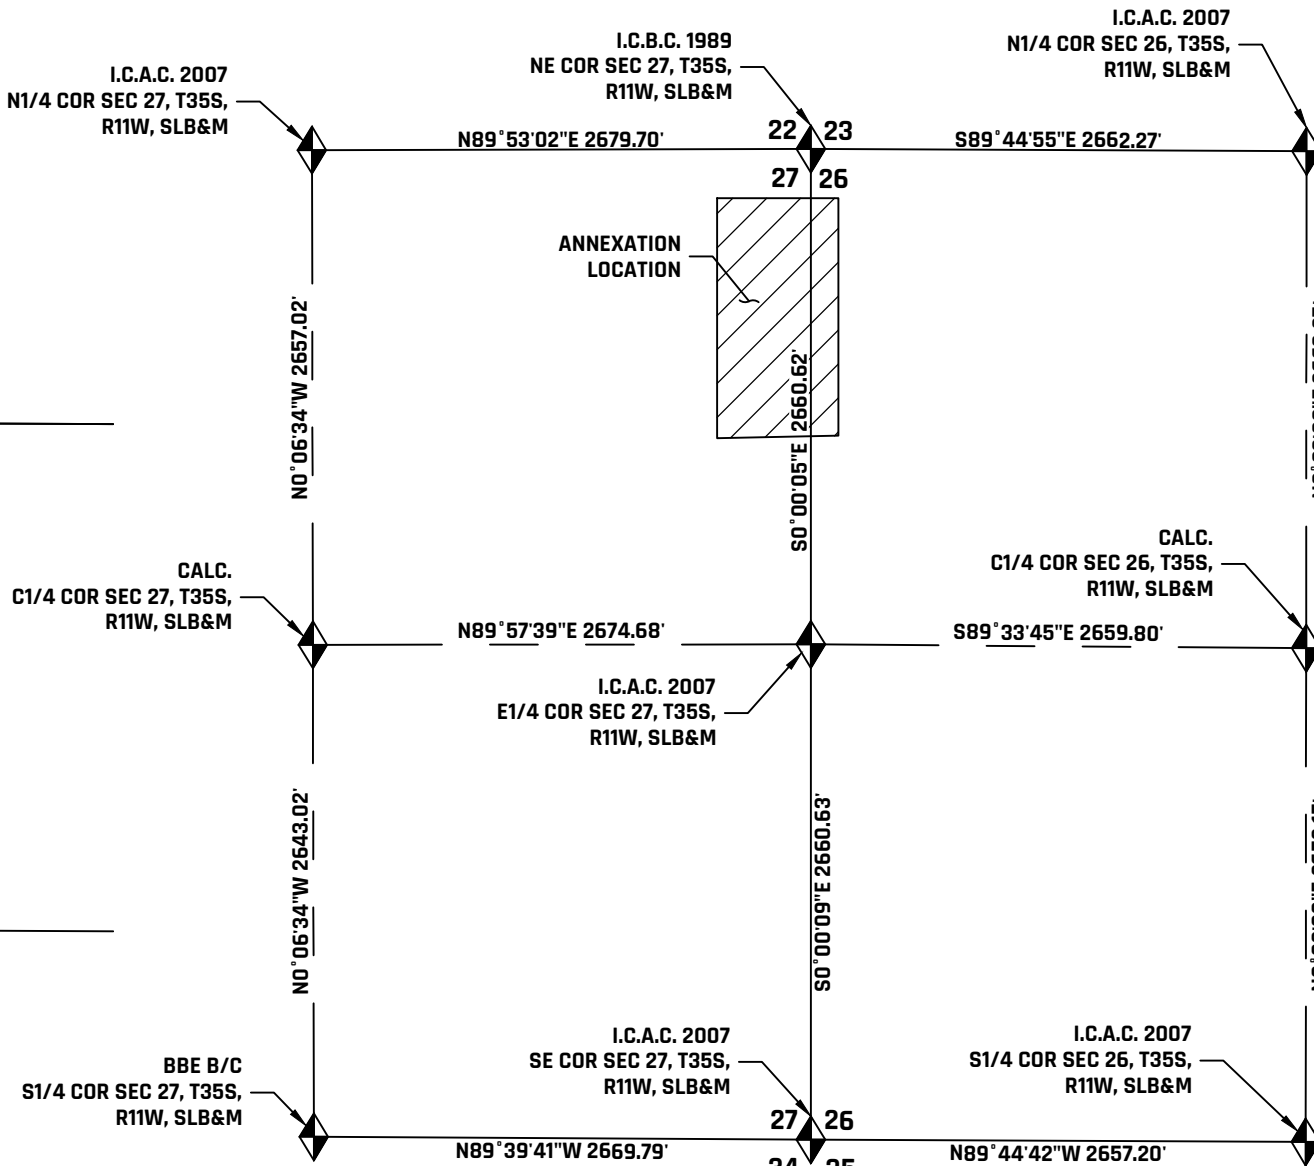 I.C.A.C. 2007
N1/4 COR SEC 27, T35S,
R11W, SLB&M
I.C.B.C. 1989
NE COR SEC 27, T35S,
R11W, SLB&M
I.C.A.C. 2007
N1/4 COR SEC 26, T35S,
R11W, SLB&M
N89°53'02"E 2679.70'
22 23
S89°44'55"E 2662.27'
27 26
ANNEXATION
LOCATION
N0°06'34"W 2657.02'
S0°00'05"E 2660.62'
CALC.
C1/4 COR SEC 27, T35S,
R11W, SLB&M
CALC.
C1/4 COR SEC 26, T35S,
R11W, SLB&M
N89°57'39"E 2674.68'
S89°33'45"E 2659.80'
I.C.A.C. 2007
E1/4 COR SEC 27, T35S,
R11W, SLB&M
N0°06'34"W 2643.02'
S0°00'09"E 2660.63'
BBE B/C
S1/4 COR SEC 27, T35S,
R11W, SLB&M
I.C.A.C. 2007
SE COR SEC 27, T35S,
R11W, SLB&M
I.C.A.C. 2007
S1/4 COR SEC 26, T35S,
R11W, SLB&M
27 26
N89°39'41"W 2669.79'
N89°44'42"W 2657.20'